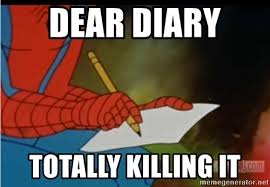 DEAR DIARY
TOTALLY KILLING IT
memegenerator.net